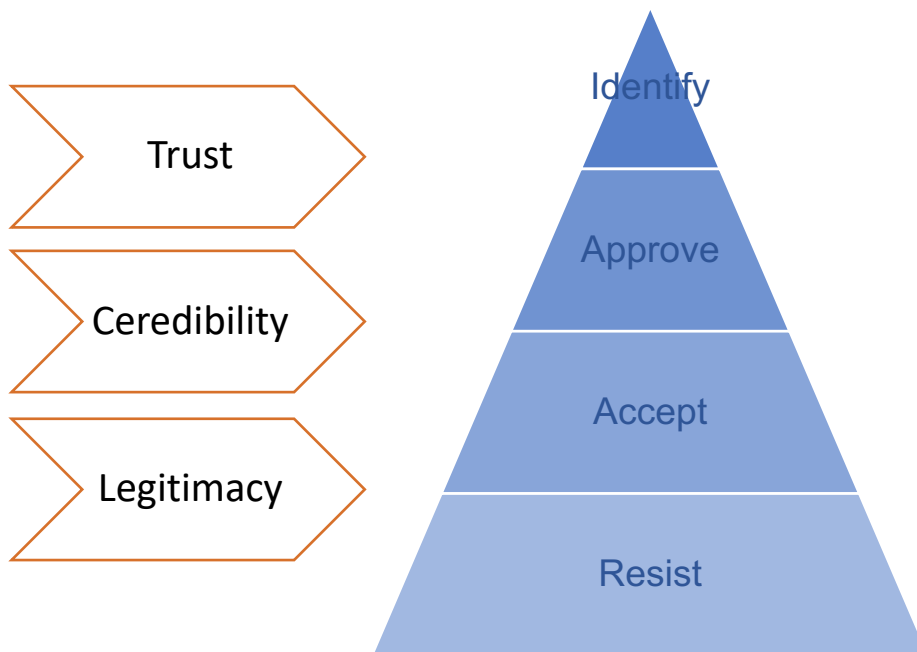 Identify
Trust
Approve
Ceredibility
Accept
Legitimacy
Resist